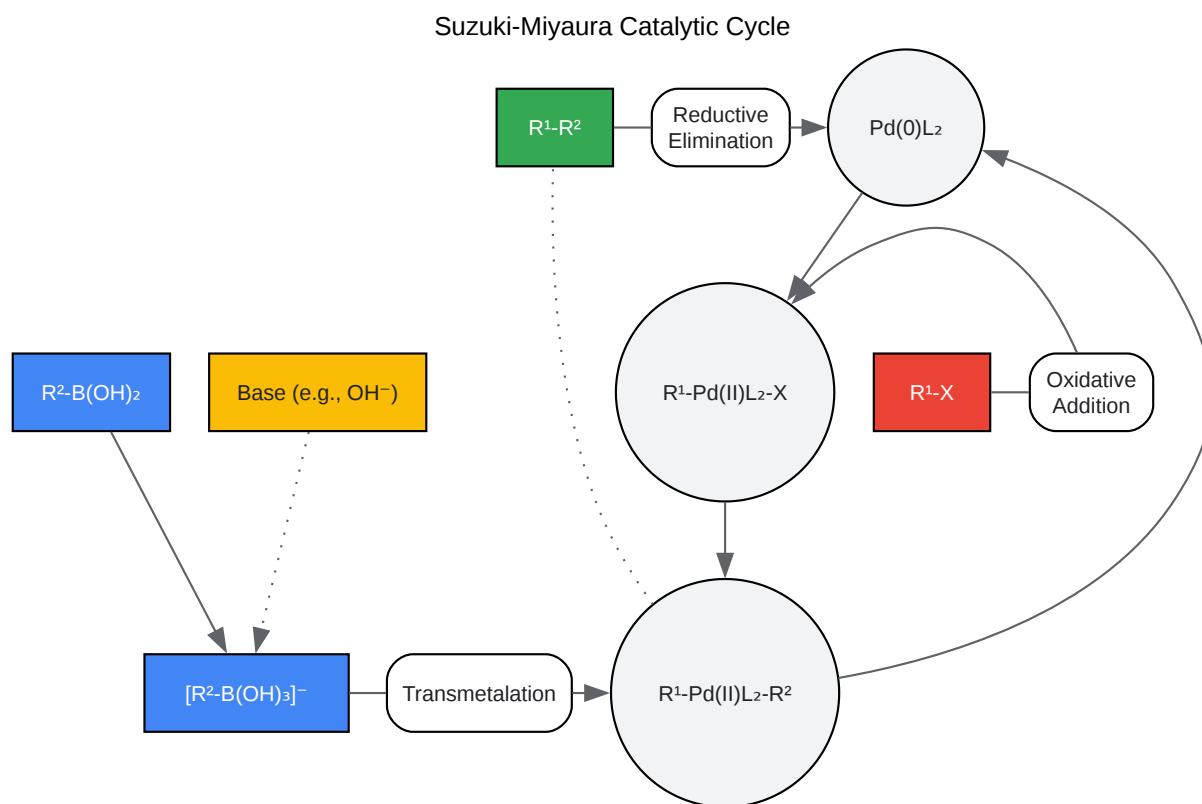 Suzuki-Miyaura Catalytic Cycle
R¹-R²
Reductive
Elimination
Pd(0)L₂
R²-B(OH)₂
Base (e.g., OH⁻)
R¹-Pd(II)L₂-X
R¹-X
Oxidative
Addition
[R²-B(OH)₃]⁻
Transmetalation
R¹-Pd(II)L₂-R²